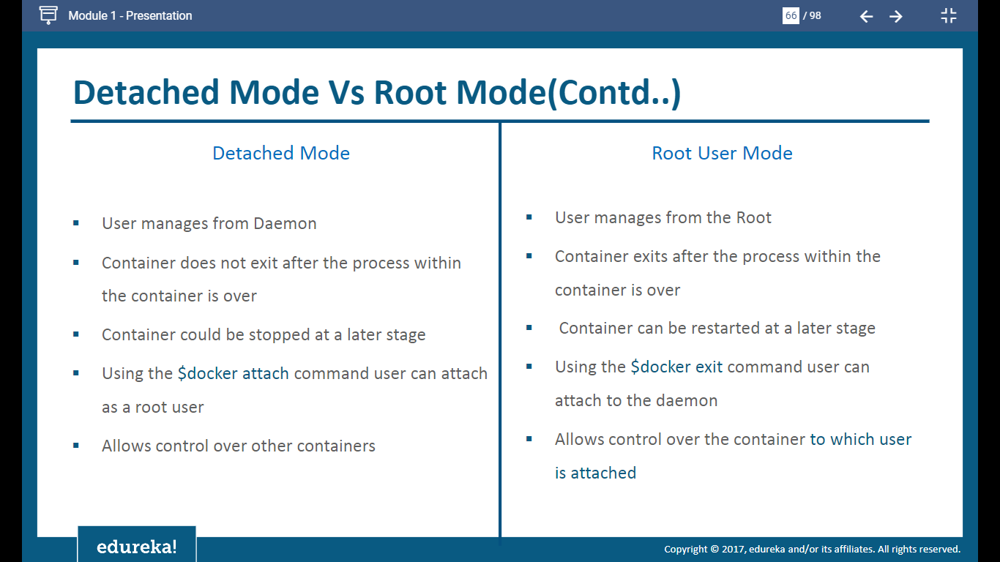 Module 1 - Presentation
66 / 98
Detached Mode Vs Root Mode(Contd..)
Detached Mode
▪ User manages from Daemon
▪ Container does not exit after the process within
the container is over
▪ Container could be stopped at a later stage
▪ Using the $docker attach command user can attach
as a root user
▪ Allows control over other containers
Root User Mode
▪ User manages from the Root
▪ Container exits after the process within the
container is over
▪ Container can be restarted at a later stage
▪ Using the $docker exit command user can
attach to the daemon
▪ Allows control over the container to which user
is attached
edureka!
Copyright © 2017, edureka and/or its affiliates. All rights reserved.